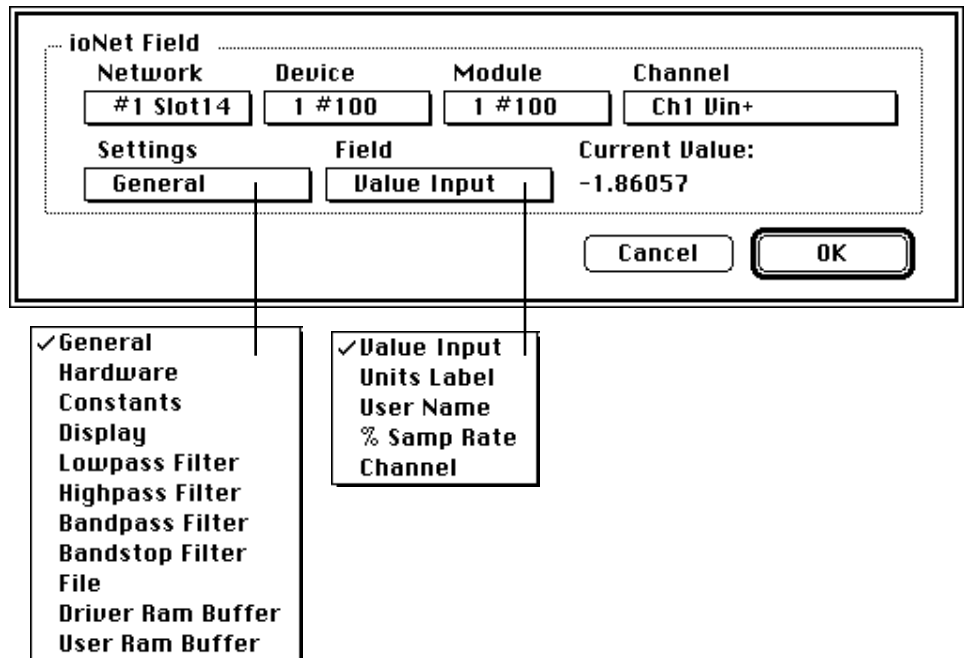 ioNet Field
Network Device Module Channel
#1 Slot14 1 #100 1 #100 Ch1 Vin+
Settings Field Current Value:
General Value Input -1.86057
Cancel OK
✓General
Hardware
Constants
Display
Lowpass Filter
Highpass Filter
Bandpass Filter
Bandstop Filter
File
Driver Ram Buffer
User Ram Buffer
✓Value Input
Units Label
User Name
% Samp Rate
Channel